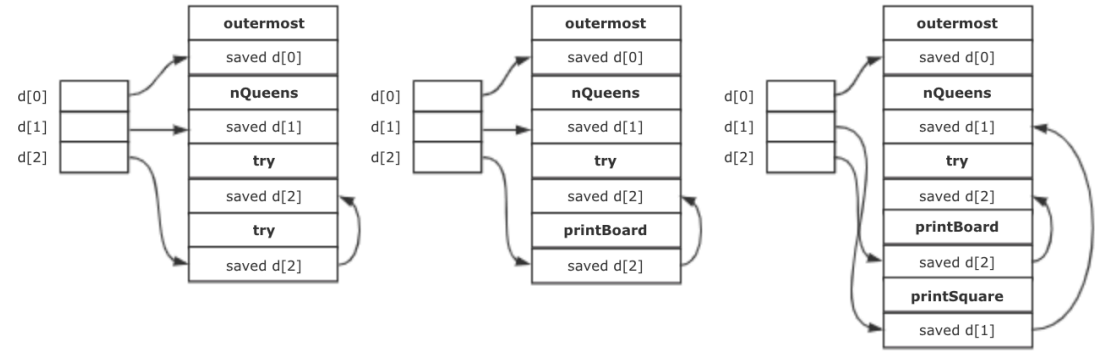 outermost
saved d[0]
nQueens
saved d[1]
try
saved d[2]
try
saved d[2]
d[0]
d[1]
d[2]
outermost
saved d[0]
nQueens
saved d[1]
try
saved d[2]
printBoard
saved d[2]
d[0]
d[1]
d[2]
outermost
saved d[0]
nQueens
saved d[1]
try
saved d[2]
printBoard
saved d[2]
printSquare
saved d[1]
d[0]
d[1]
d[2]